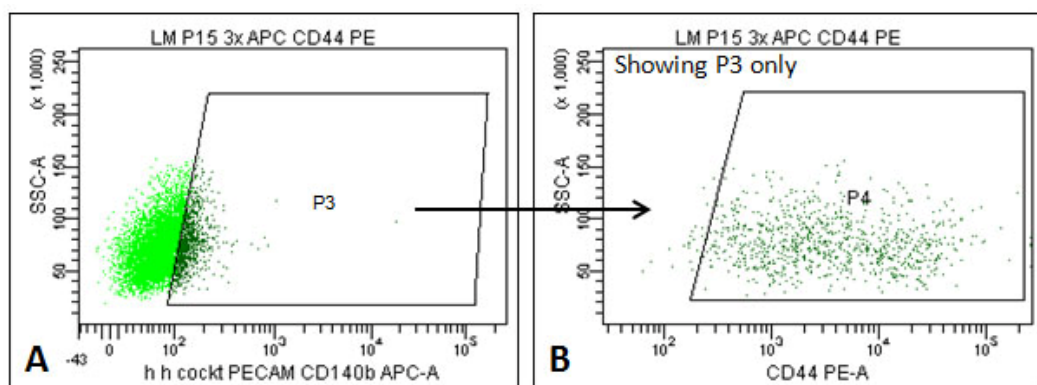 LM P15 3x APC CD44 PE
(x 1,000)
SSC-A
250
200
150
100
50
P3
-43
0
10²
10³
10⁴
10⁵
A
h h cockt PECAM CD140b APC-A
LM P15 3x APC CD44 PE
Showing P3 only
(x 1,000)
SSC-A
250
200
150
100
50
P4
10²
10³
10⁴
10⁵
B
CD44 PE-A